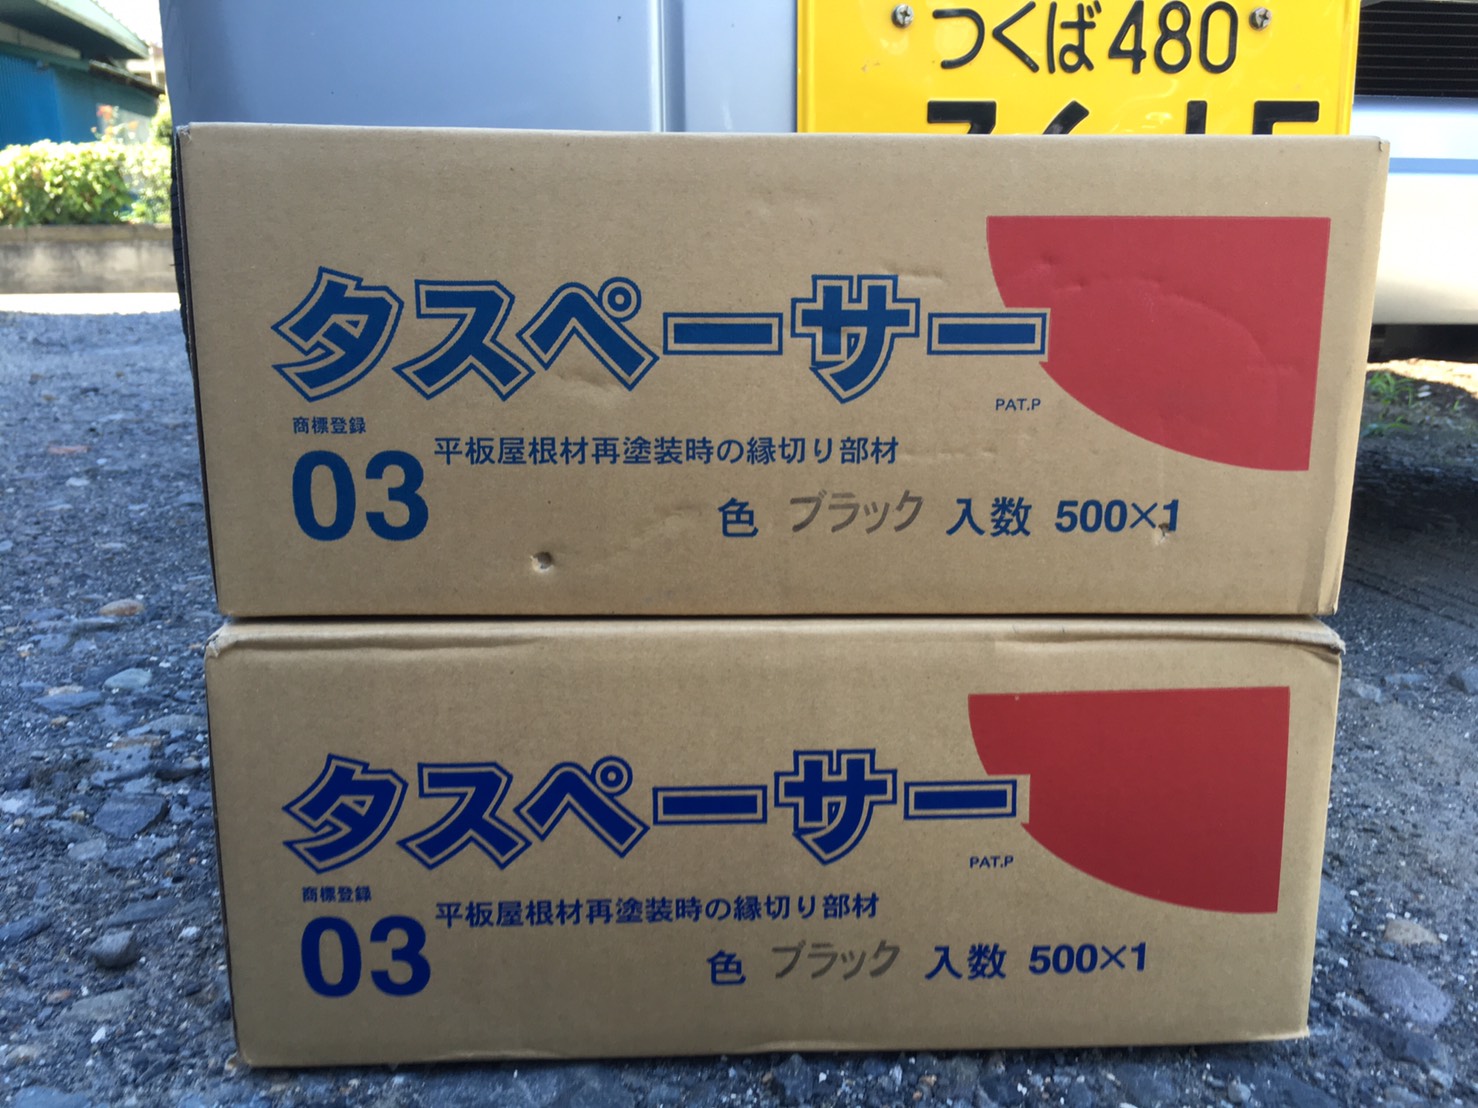 つくば480
タスペーサー
PAT.P
商標登録
03 平板屋根材再塗装時の縁切り部材
色 ブラック 入数 500×1
タスペーサー
PAT.P
商標登録
03 平板屋根材再塗装時の縁切り部材
色 ブラック 入数 500×1